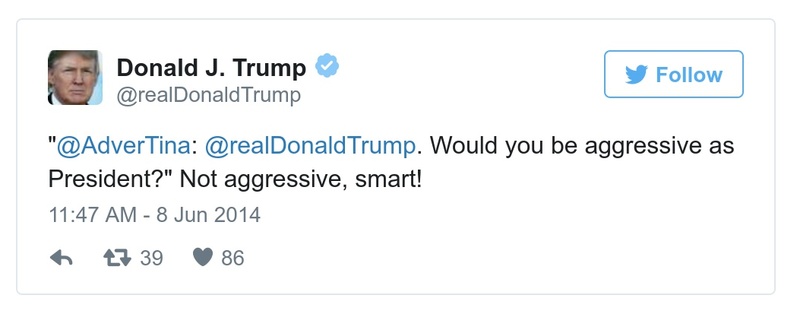 Donald J. Trump
@realDonaldTrump
Follow
"@AdverTina: @realDonaldTrump. Would you be aggressive as
President?" Not aggressive, smart!
11:47 AM - 8 Jun 2014
39 86